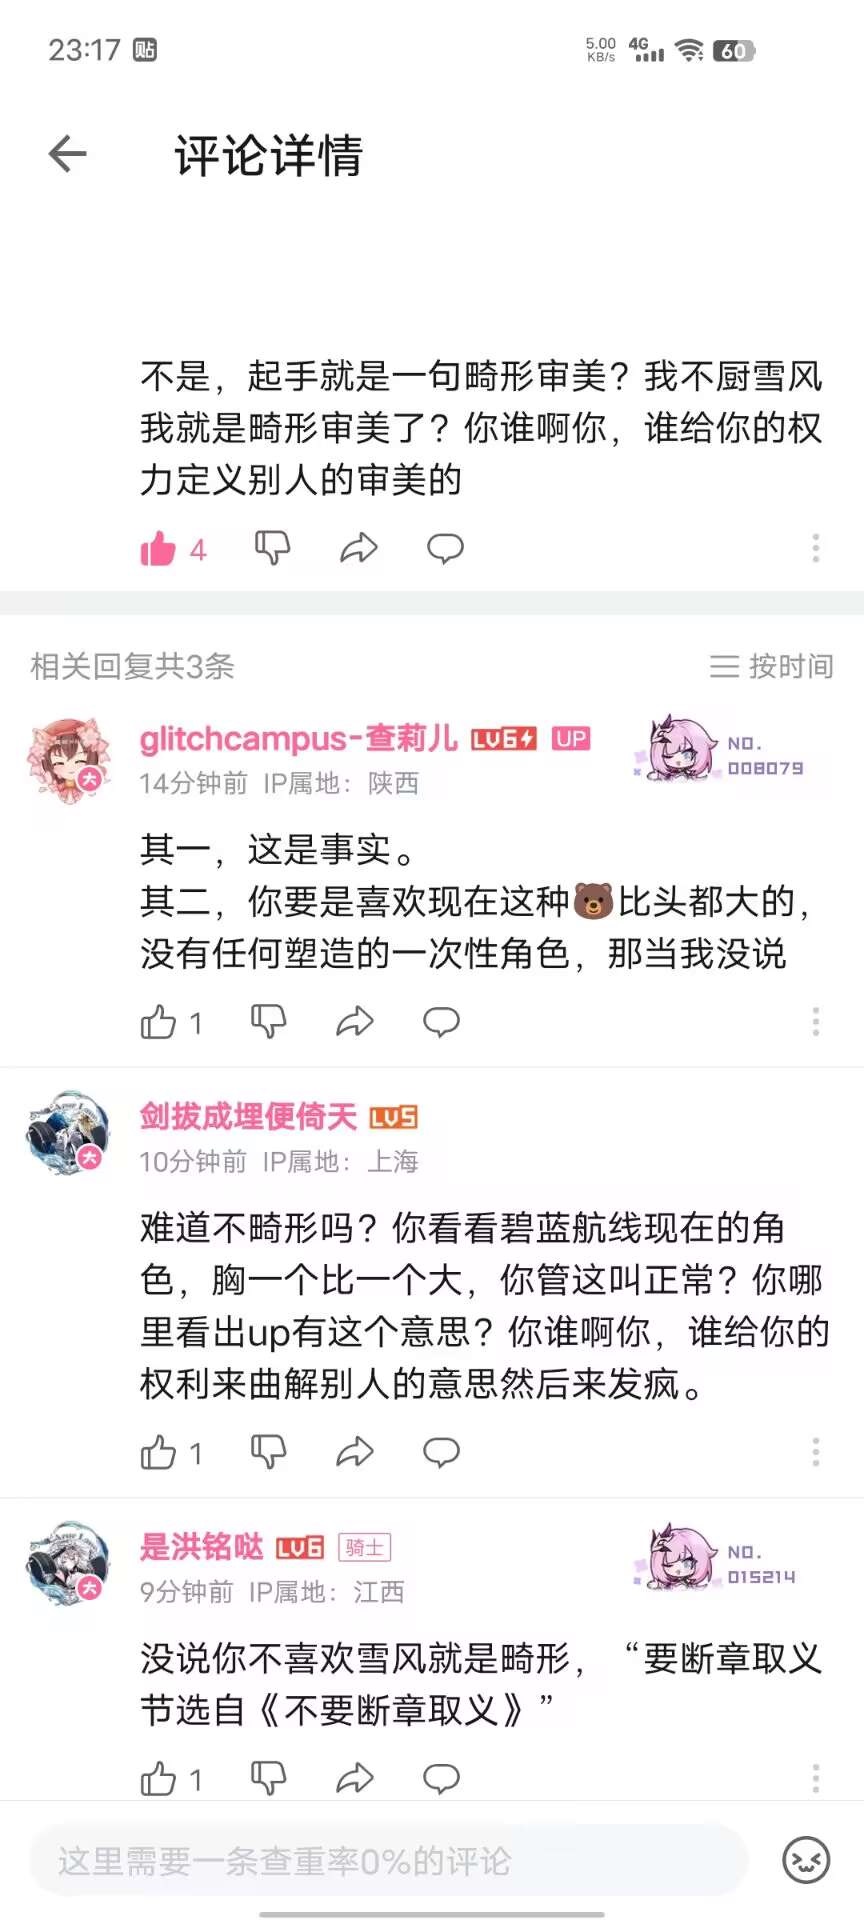 23:17 贴 5.00 KB/s 4G 60
评论详情
不是，起手就是一句畸形审美？我不厨雪风
我就是畸形审美了？你谁啊你，谁给你的权
力定义别人的审美的
4
相关回复共3条 按时间
glitchcampus-查莉儿 LV6 UP NO.
008079
14分钟前 IP属地：陕西
其一，这是事实。
其二，你要是喜欢现在这种🐻比头都大的，
没有任何塑造的一次性角色，那当我没说
1
剑拔成埋便倚天 LV5
10分钟前 IP属地：上海
难道不畸形吗？你看看碧蓝航线现在的角
色，胸一个比一个大，你管这叫正常？你哪
里看出up有这个意思？你谁啊你，谁给你的
权利来曲解别人的意思然后来发疯。
1
是洪铭哒 LV6 骑士 NO.
015214
9分钟前 IP属地：江西
没说你不喜欢雪风就是畸形，“要断章取义
节选自《不要断章取义》”
1
这里需要一条查重率0%的评论